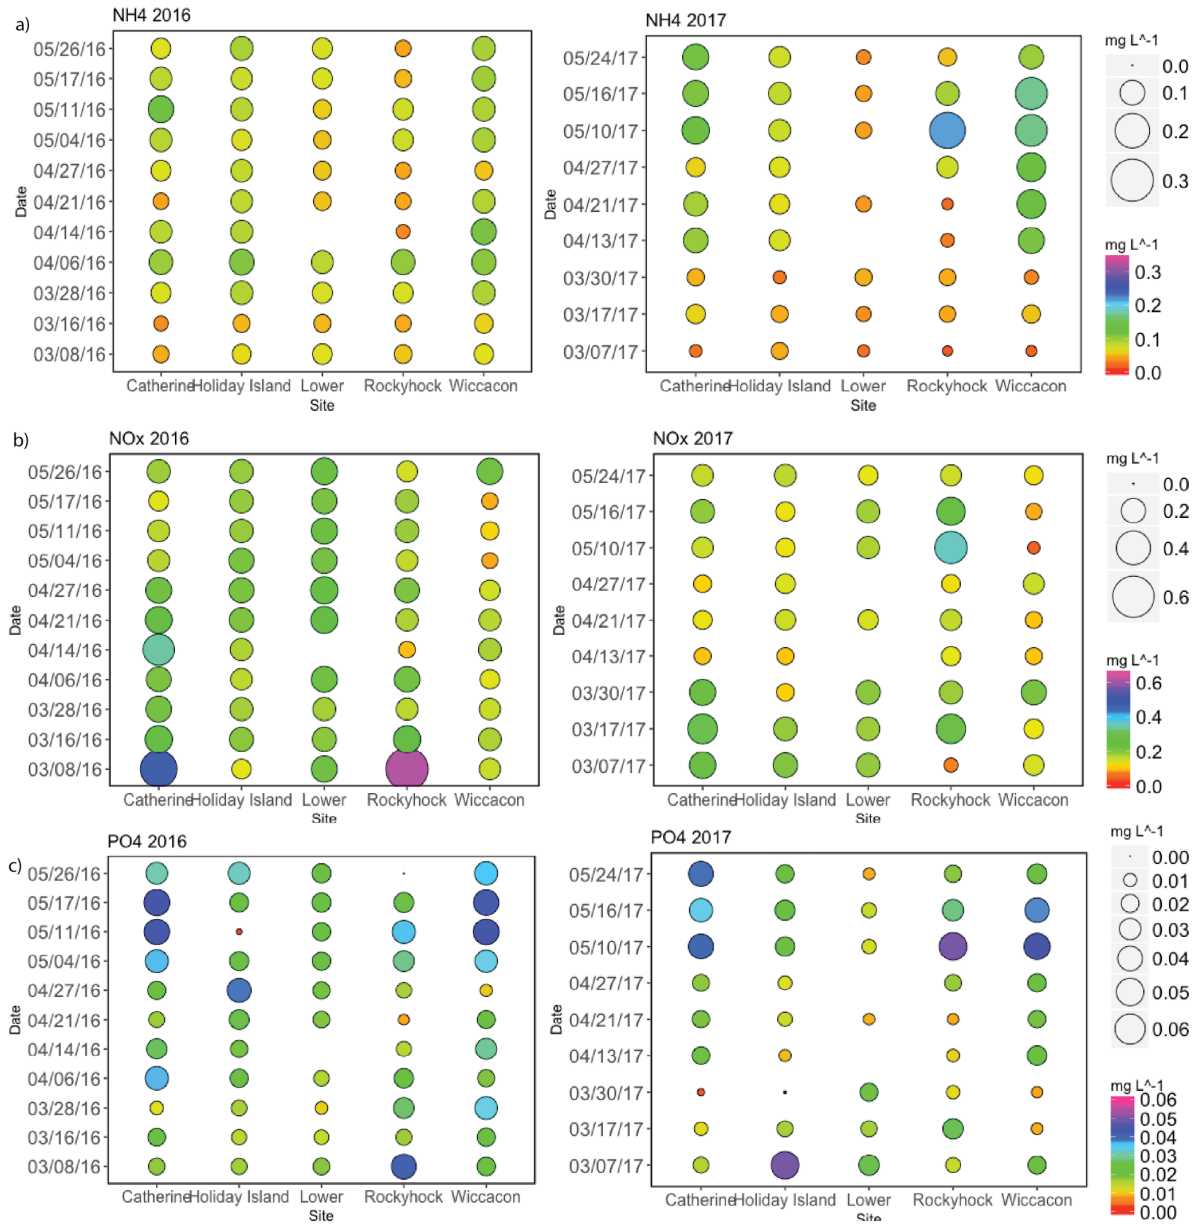 a)
NH4 2016
05/26/16
05/17/16
05/11/16
05/04/16
04/27/16
04/21/16
04/14/16
04/06/16
03/28/16
03/16/16
03/08/16
Date
Catherine Holiday Island Lower Rockyhock Wiccacon
Site
NH4 2017
05/24/17
05/16/17
05/10/17
04/27/17
04/21/17
04/13/17
03/30/17
03/17/17
03/07/17
Date
Catherine Holiday Island Lower Rockyhock Wiccacon
Site
mg L^-1
0.0
0.1
0.2
0.3
mg L^-1
0.3
0.2
0.1
0.0
b)
NOx 2016
05/26/16
05/17/16
05/11/16
05/04/16
04/27/16
04/21/16
04/14/16
04/06/16
03/28/16
03/16/16
03/08/16
Date
Catherine Holiday Island Lower Rockyhock Wiccacon
Site
NOx 2017
05/24/17
05/16/17
05/10/17
04/27/17
04/21/17
04/13/17
03/30/17
03/17/17
03/07/17
Date
Catherine Holiday Island Lower Rockyhock Wiccacon
Site
mg L^-1
0.0
0.2
0.4
0.6
mg L^-1
0.6
0.4
0.2
0.0
c)
PO4 2016
05/26/16
05/17/16
05/11/16
05/04/16
04/27/16
04/21/16
04/14/16
04/06/16
03/28/16
03/16/16
03/08/16
Date
Catherine Holiday Island Lower Rockyhock Wiccacon
Site
PO4 2017
05/24/17
05/16/17
05/10/17
04/27/17
04/21/17
04/13/17
03/30/17
03/17/17
03/07/17
Date
Catherine Holiday Island Lower Rockyhock Wiccacon
Site
mg L^-1
0.00
0.01
0.02
0.03
0.04
0.05
0.06
mg L^-1
0.06
0.05
0.04
0.03
0.02
0.01
0.00